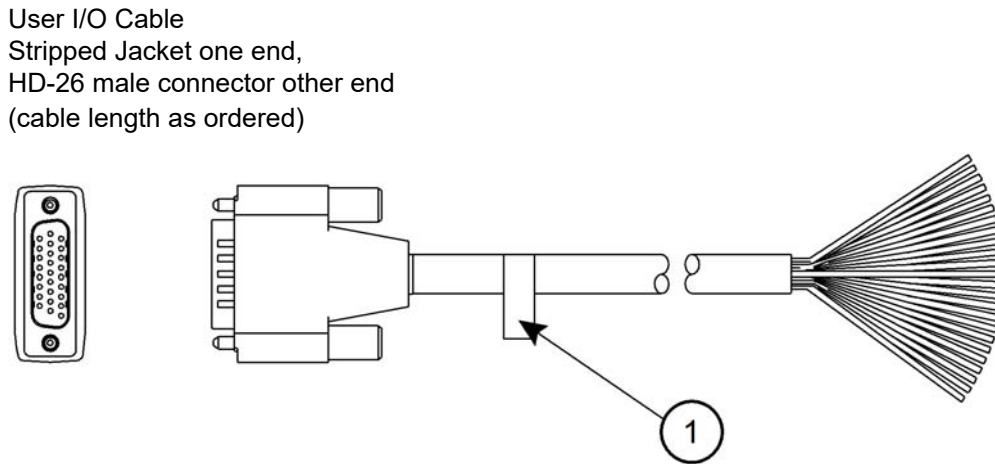 User I/O Cable
Stripped Jacket one end,
HD-26 male connector other end
(cable length as ordered)
1